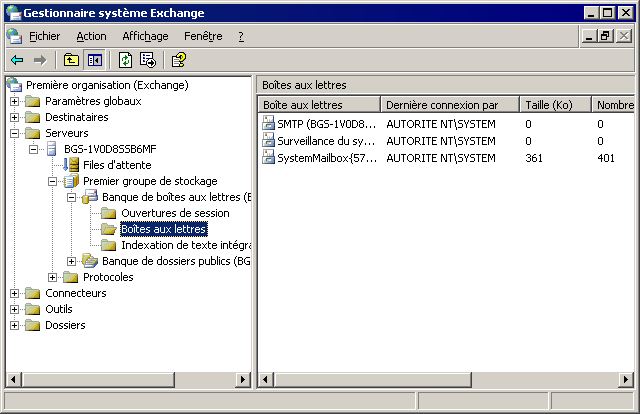 Gestionnaire système Exchange
Fichier Action Affichage Fenêtre ?
Première organisation (Exchange)
Paramètres globaux
Destinataires
Serveurs
BGS-1V0D8SSB6MF
Files d'attente
Premier groupe de stockage
Banque de boîtes aux lettres (B
Ouvertures de session
Boîtes aux lettres
Indexation de texte intégra
Banque de dossiers publics (BG
Protocoles
Connecteurs
Outils
Dossiers
Boîtes aux lettres
Boîte aux lettres Dernière connexion par Taille (Ko) Nombre
SMTP (BGS-1V0D8... AUTORITE NT\SYSTEM 0 0
Surveillance du sy... AUTORITE NT\SYSTEM 0 0
SystemMailbox{57... AUTORITE NT\SYSTEM 361 401